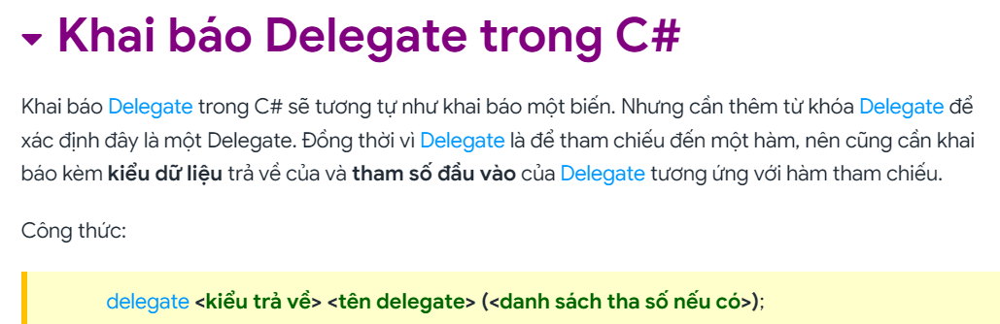 Khai báo Delegate trong C#
Khai báo Delegate trong C# sẽ tương tự như khai báo một biến. Nhưng cần thêm từ khóa Delegate để
xác định đây là một Delegate. Đồng thời vì Delegate là để tham chiếu đến một hàm, nên cũng cần khai
báo kèm kiểu dữ liệu trả về của và tham số đầu vào của Delegate tương ứng với hàm tham chiếu.
Công thức:
delegate <kiểu trả về> <tên delegate> (<danh sách tha số nếu có>);